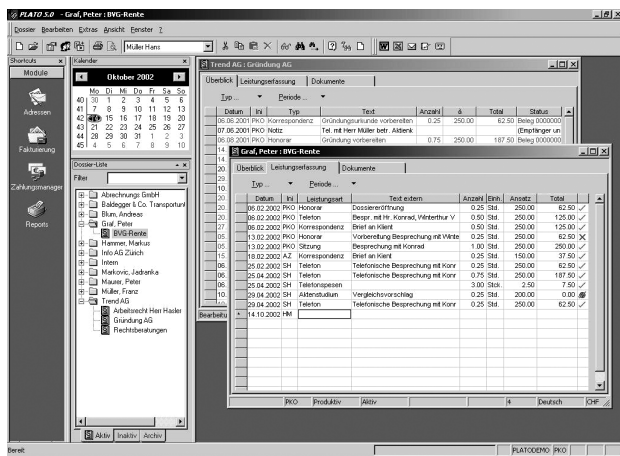 PLATO 5.0 - Graf, Peter : BVG-Rente
Dossier Bearbeiten Extras Ansicht Fenster ?
Müller Hans
Shortcuts
Module
Adressen
Fakturierung
Zahlungsmanager
Reports
Kalender
Oktober 2002
Mo Di Mi Do Fr Sa So
40 30 1 2 3 4 5 6
41 7 8 9 10 11 12 13
42 15 16 17 18 19 20
43 21 22 23 24 25 26 27
44 28 29 30 31 1 2 3
45 4 5 6 7 8 9 10
Dossier-Liste
Filter
Abrechnungs GmbH
Baldegger & Co. Transportunt
Blum, Andreas
Graf, Peter
BVG-Rente
Hammer, Markus
Info AG Zürich
Intern
Markovic, Jadranka
Maurer, Peter
Müller, Franz
Trend AG
Arbeitsrecht Herr Hasler
Gründung AG
Rechtsberatungen
Aktiv Inaktiv Archiv
Trend AG : Gründung AG
Überblick Leistungserfassung Dokumente
Typ ... Periode ...
Datum Ini Typ Text Anzahl à Total Status
06.06.2001 PKO Korrespondenz Gründungsurkunde vorbereiten 0.25 250.00 62.50 Beleg 0000000
07.06.2001 PKO Notiz Tel. mit Herr Müller betr. Aktienk (Empfänger un
06.08.2001 PKO Honorar Gründung vorbereiten 0.75 250.00 187.50 Beleg 0000000
Bearbeitu
Graf, Peter : BVG-Rente
Überblick Leistungserfassung Dokumente
Typ ... Periode ...
Datum Ini Leistungsart Text extern Anzahl Einh. Ansatz Total
06.02.2002 PKO Honorar Dossiereröffnung 0.25 Std. 250.00 62.50
06.02.2002 PKO Telefon Bespr. mit Hr. Konrad, Winterthur V 0.50 Std. 250.00 125.00
07.02.2002 PKO Korrespondenz Brief an Klient 0.50 Std. 250.00 125.00
13.02.2002 PKO Honorar Vorbereitung Besprechung mit Winte 0.25 Std. 250.00 62.50
13.02.2002 PKO Sitzung Besprechung mit Konrad 1.00 Std. 250.00 250.00
18.02.2002 AZ Korrespondenz Brief an Klient 0.25 Std. 150.00 37.50
25.02.2002 SH Telefon Telefonische Besprechung mit Konr 0.25 Std. 250.00 62.50
25.04.2002 SH Telefon Telefonische Besprechung mit Konr 0.75 Std. 250.00 187.50
25.04.2002 SH Telefonspesen 3.00 Stck. 2.50 7.50
29.04.2002 SH Aktenstudium Vergleichsvorschlag 0.25 Std. 200.00 0.00
29.04.2002 SH Telefon Telefonische Besprechung mit Konr 0.25 Std. 250.00 62.50
* 14.10.2002 HM
PKO Produktiv Aktiv 4 Deutsch CHF
Bereit PLATODEMO PKO